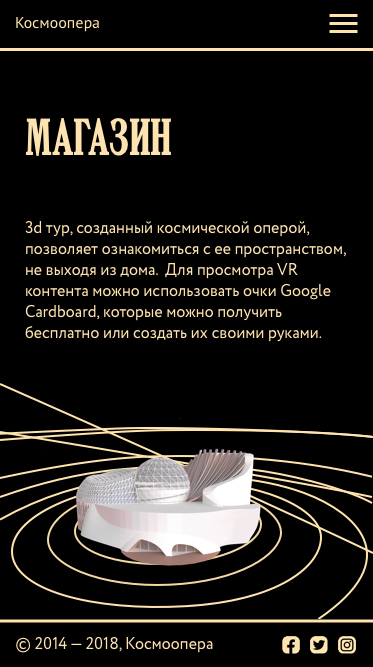 Космоопера
МАГАЗИН
3d тур, созданный космической оперой,
позволяет ознакомиться с ее пространством,
не выходя из дома. Для просмотра VR
контента можно использовать очки Google
Cardboard, которые можно получить
бесплатно или создать их своими руками.
© 2014 — 2018, Космоопера